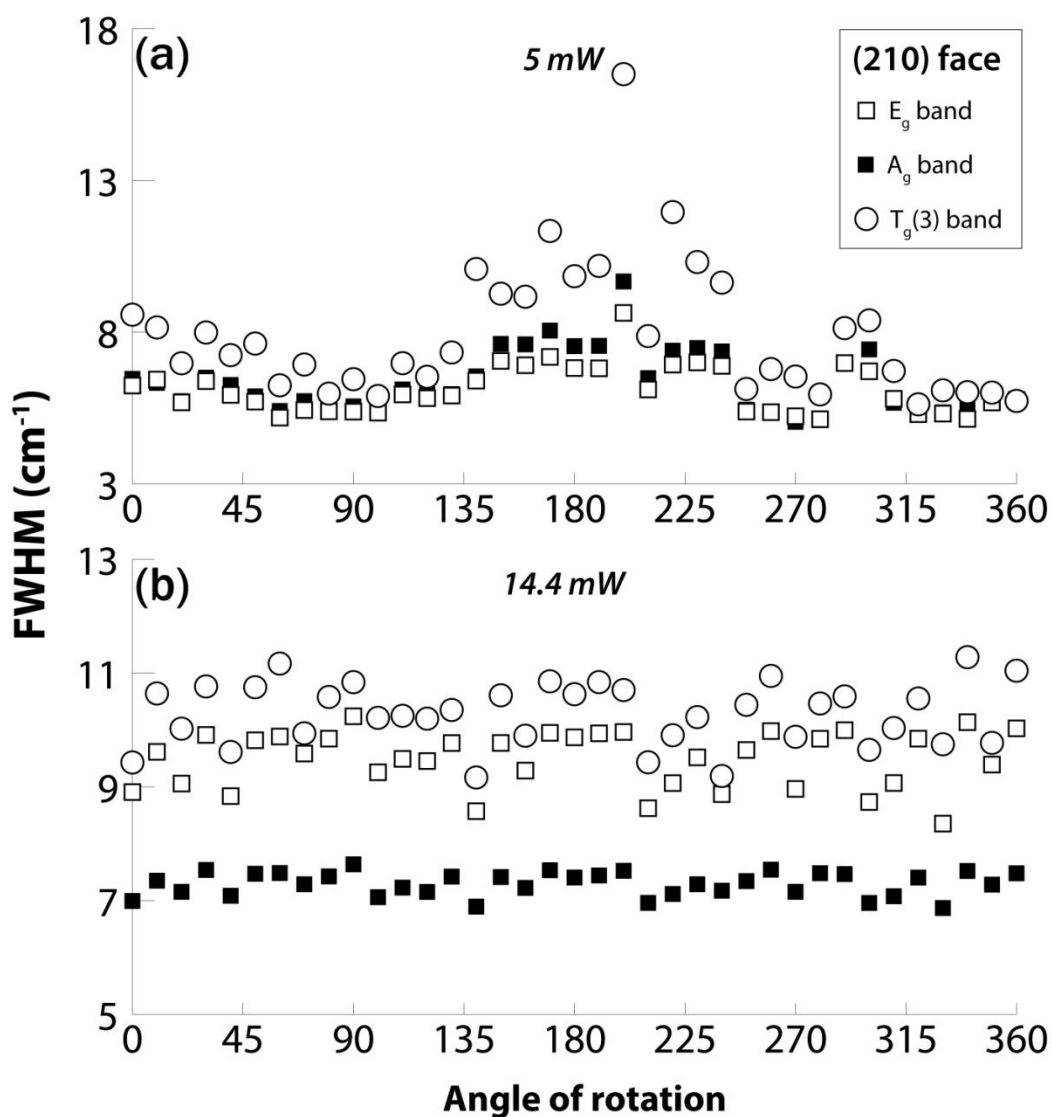 (a)
5 mW
(210) face
E_g band
A_g band
T_g(3) band
18
13
8
3
0 45 90 135 180 225 270 315 360
FWHM (cm⁻¹)
(b)
14.4 mW
13
11
9
7
5
0 45 90 135 180 225 270 315 360
Angle of rotation